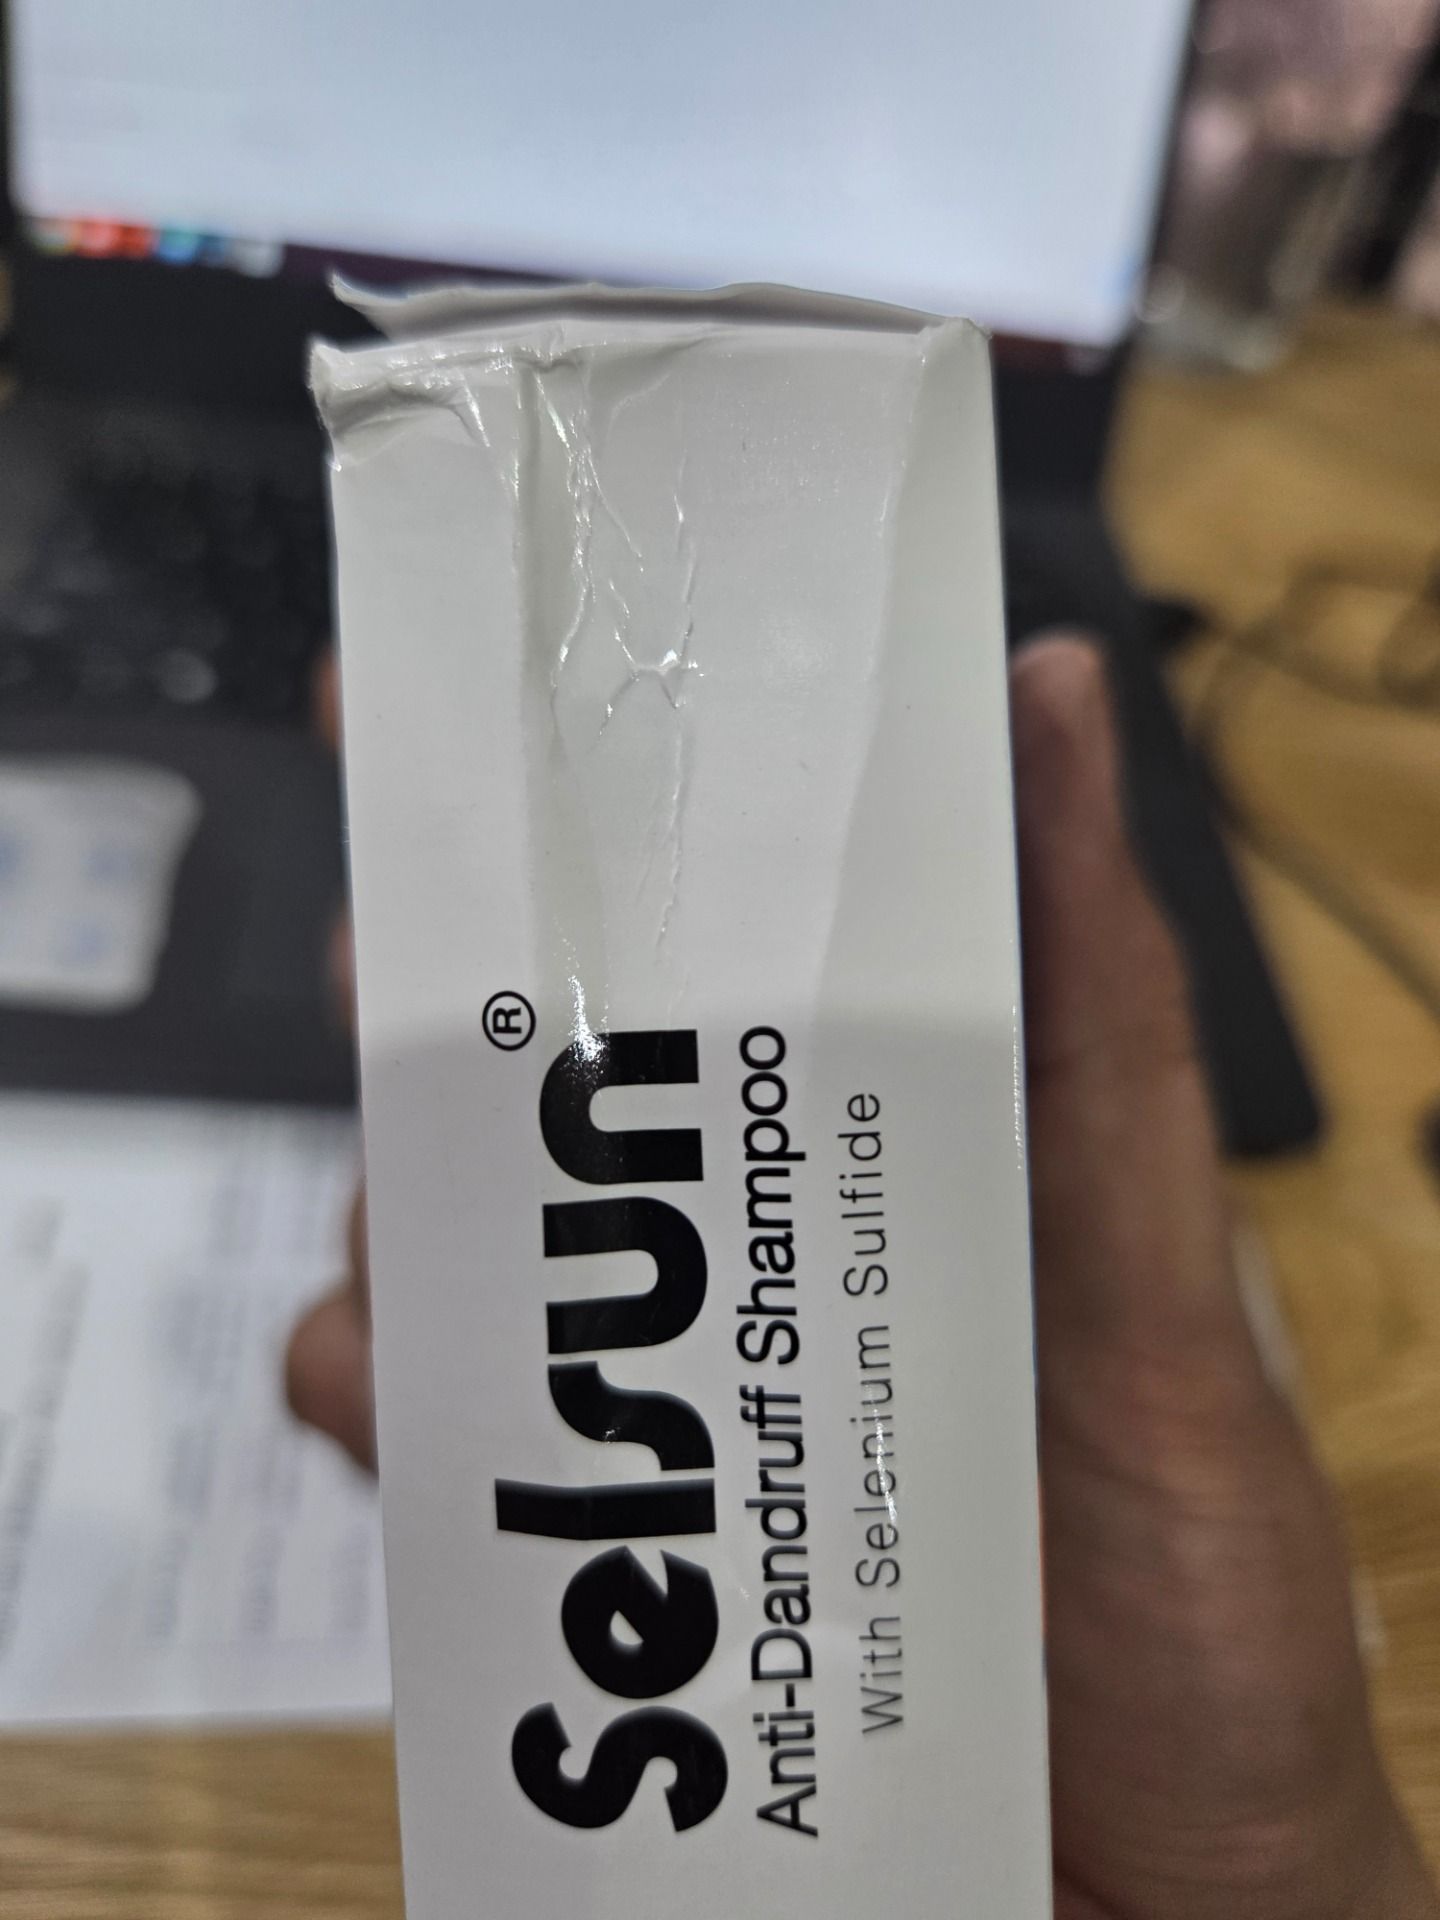 Selsun®
Anti-Dandruff Shampoo
With Selenium Sulfide